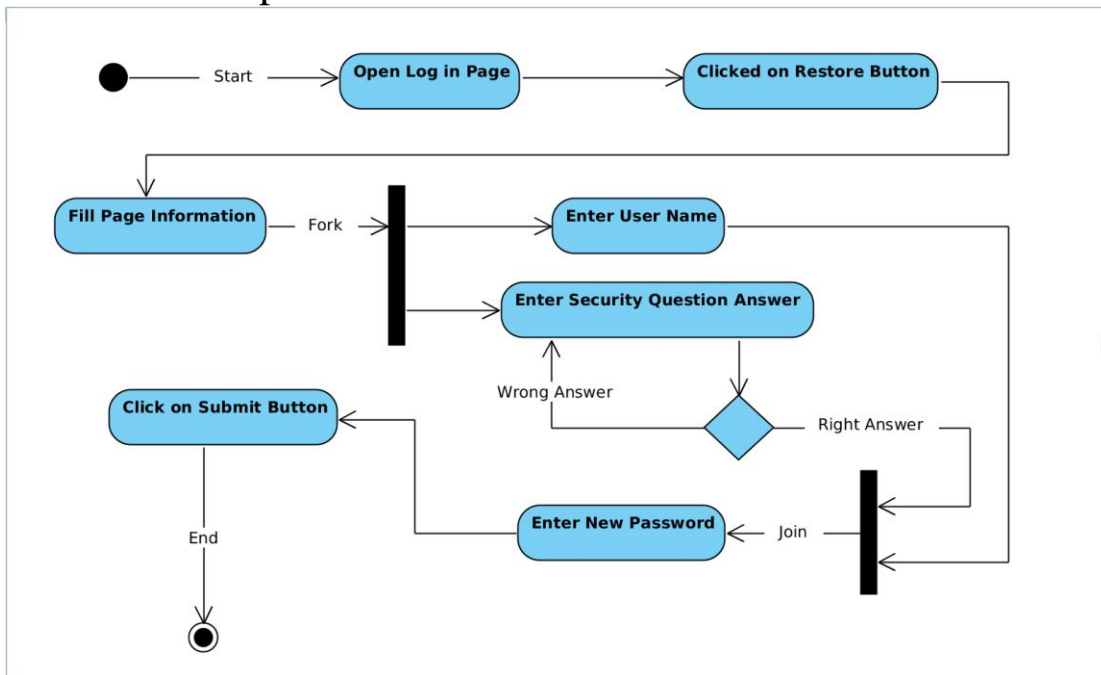 Start
Open Log in Page
Clicked on Restore Button
Fill Page Information
Fork
Enter User Name
Enter Security Question Answer
Wrong Answer
Click on Submit Button
Right Answer
Enter New Password
Join
End